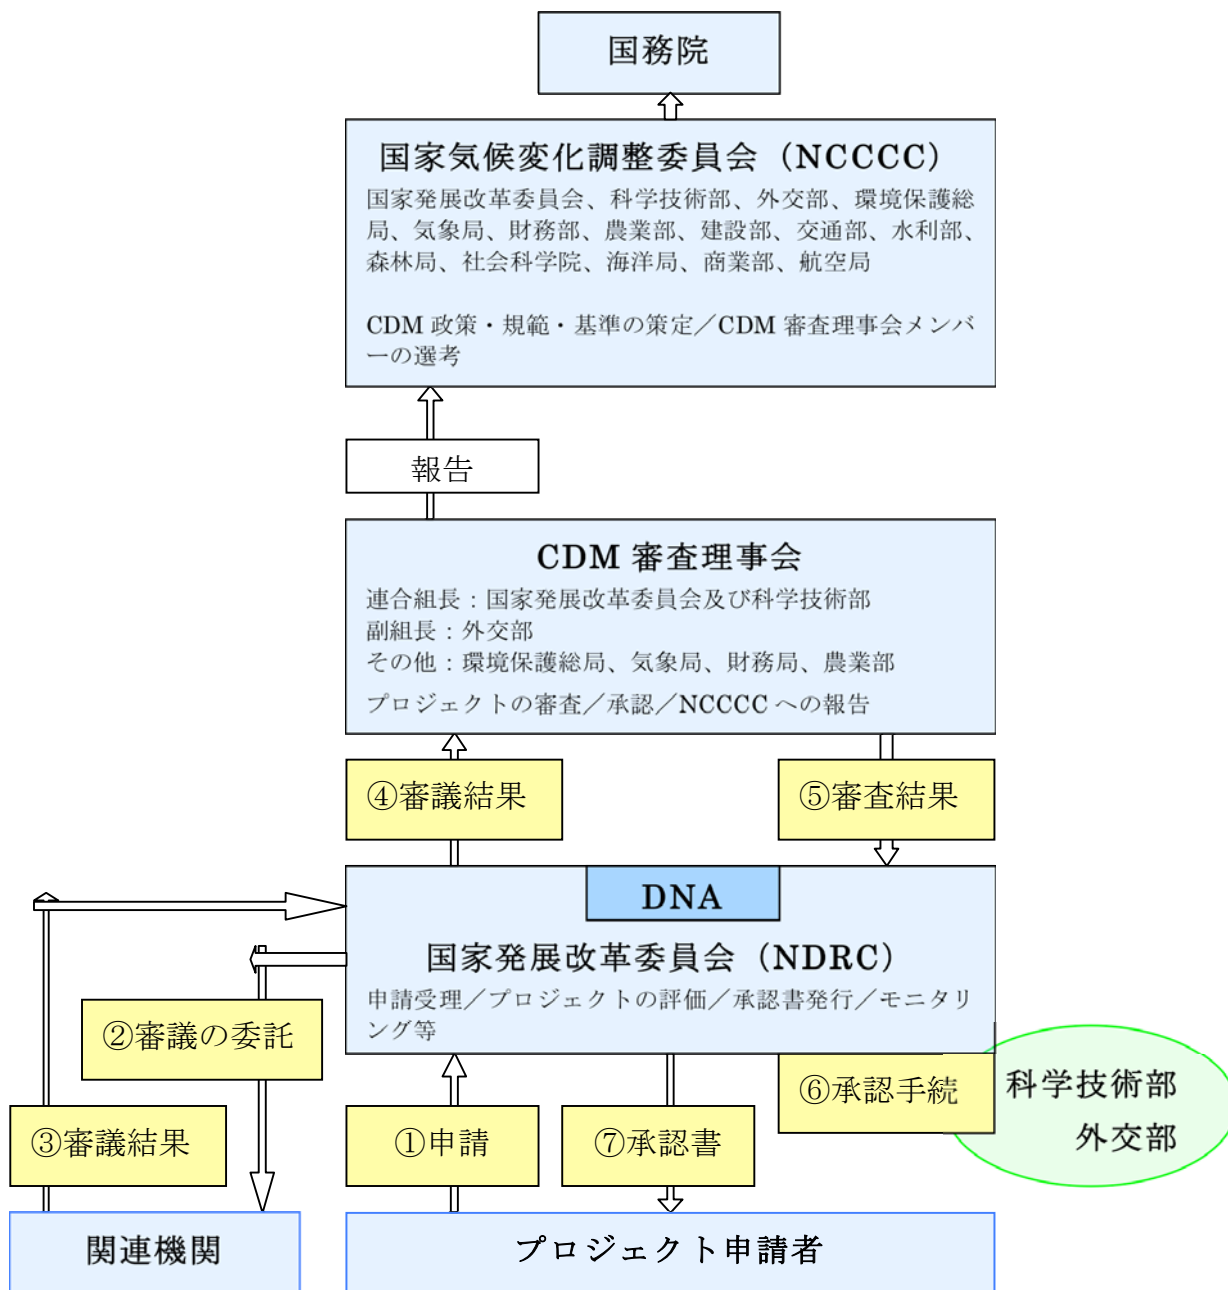 国務院
国家気候変化調整委員会（NCCCC）
国家発展改革委員会、科学技術部、外交部、環境保護総
局、気象局、財務部、農業部、建設部、交通部、水利部、
森林局、社会科学院、海洋局、商業部、航空局
CDM 政策・規範・基準の策定／CDM 審査理事会メンバ
ーの選考
報告
CDM 審査理事会
連合組長：国家発展改革委員会及び科学技術部
副組長：外交部
その他：環境保護総局、気象局、財務局、農業部
プロジェクトの審査／承認／NCCCC への報告
④審議結果
⑤審査結果
DNA
国家発展改革委員会（NDRC）
申請受理／プロジェクトの評価／承認書発行／モニタリ
ング等
②審議の委託
③審議結果
①申請
⑦承認書
⑥承認手続
科学技術部
外交部
関連機関
プロジェクト申請者